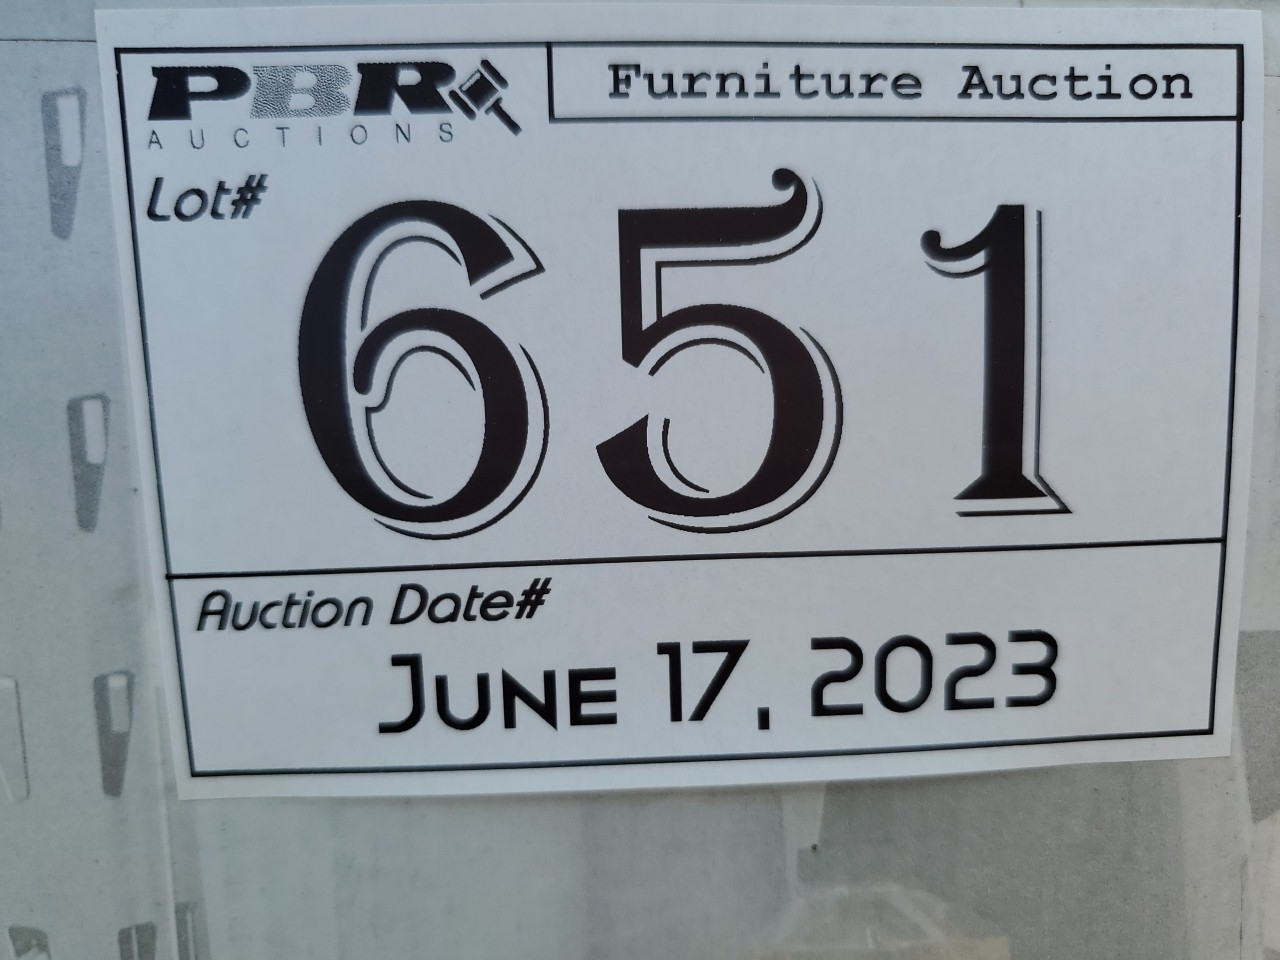 PBR
AUCTIONS
Furniture Auction
Lot#
651
Auction Date#
June 17, 2023